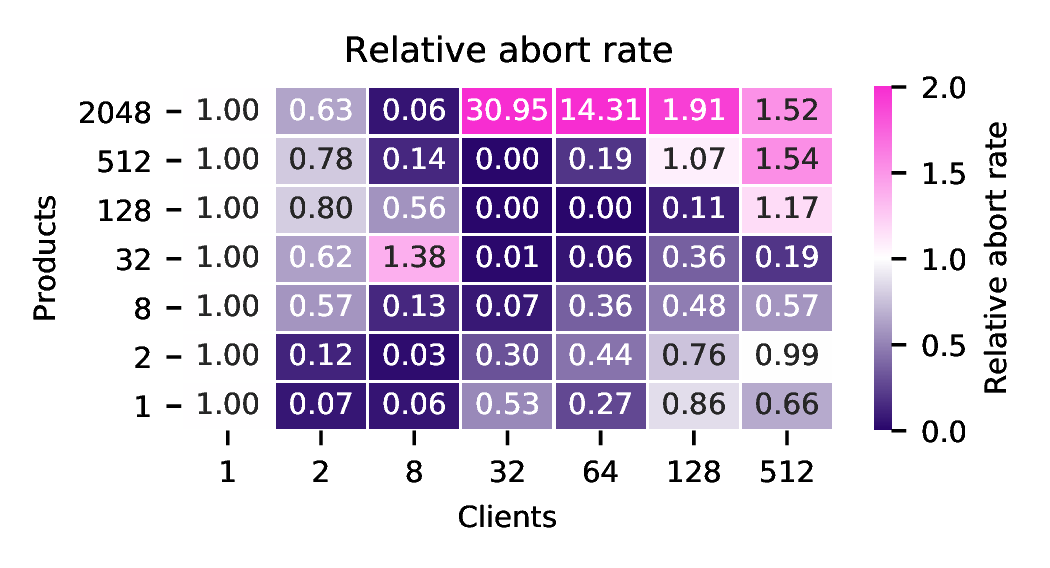 Relative abort rate
2048 1.00 0.63 0.06 30.95 14.31 1.91 1.52
512 1.00 0.78 0.14 0.00 0.19 1.07 1.54
128 1.00 0.80 0.56 0.00 0.00 0.11 1.17
32 1.00 0.62 1.38 0.01 0.06 0.36 0.19
8 1.00 0.57 0.13 0.07 0.36 0.48 0.57
2 1.00 0.12 0.03 0.30 0.44 0.76 0.99
1 1.00 0.07 0.06 0.53 0.27 0.86 0.66
1 2 8 32 64 128 512
Clients
Products
2.0
1.5
1.0
0.5
0.0
Relative abort rate